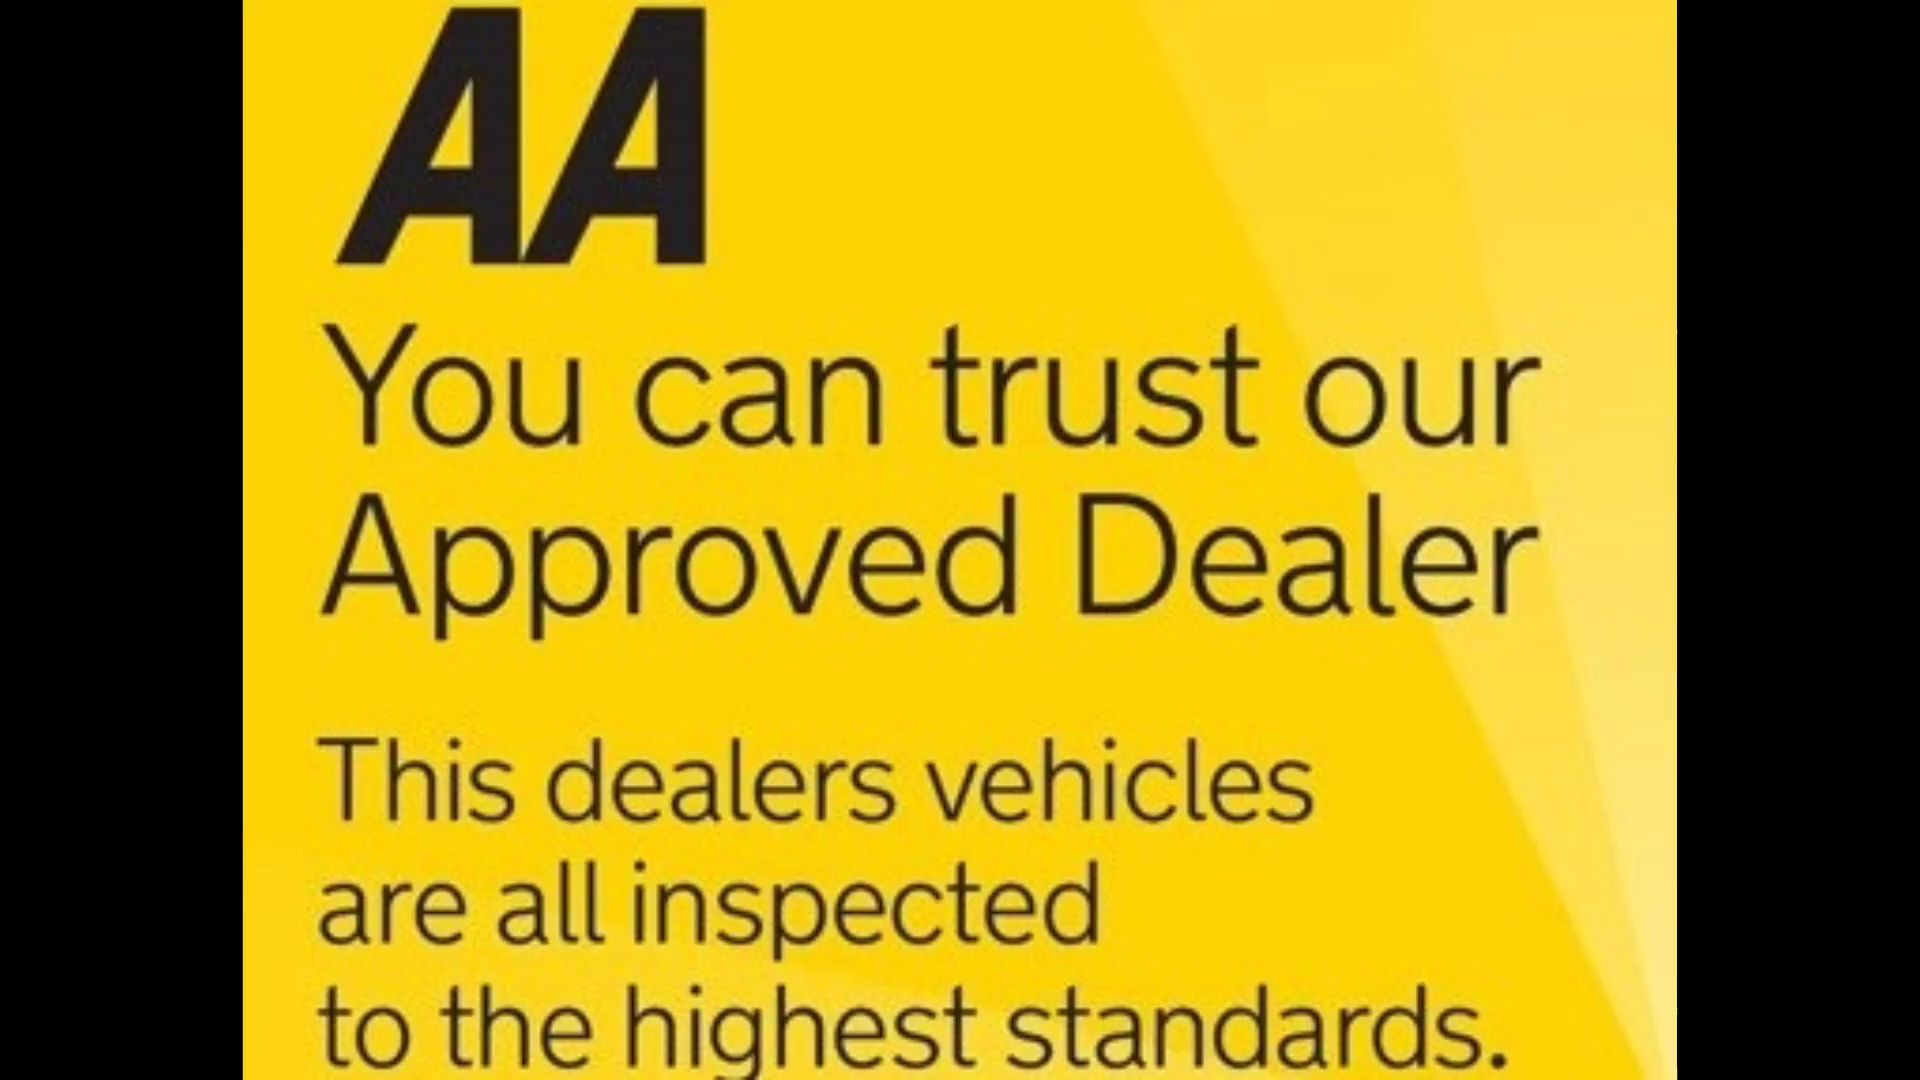 AA
You can trust our
Approved Dealer
This dealers vehicles
are all inspected
to the highest standards.